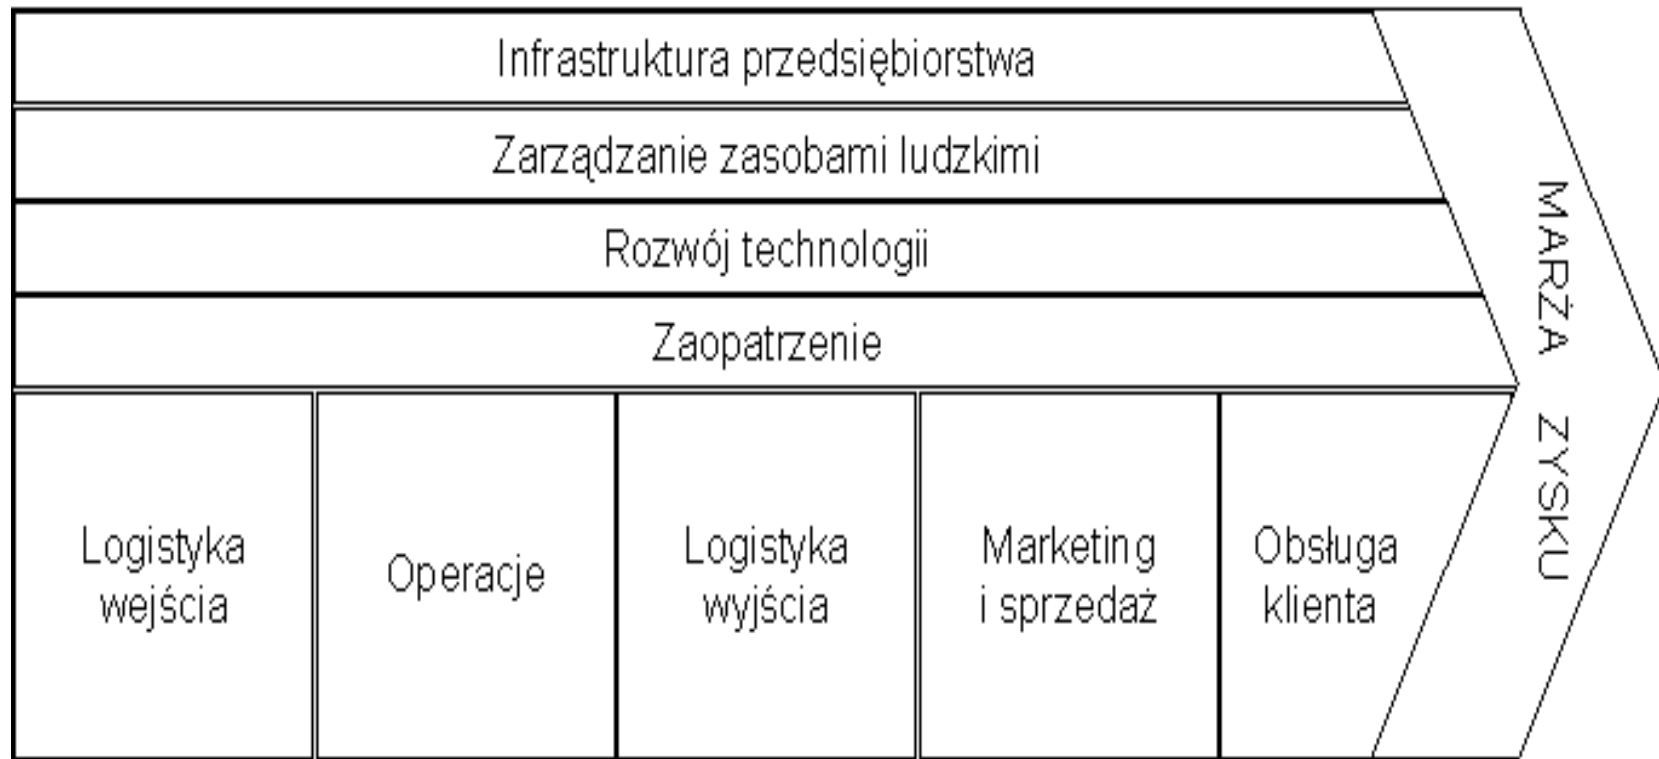 Infrastruktura przedsiębiorstwa
Zarządzanie zasobami ludzkimi
Rozwój technologii
Zaopatrzenie
Logistyka
wejścia
Operacje
Logistyka
wyjścia
Marketing
i sprzedaż
Obsługa
klienta
MARŻA ZYSKU